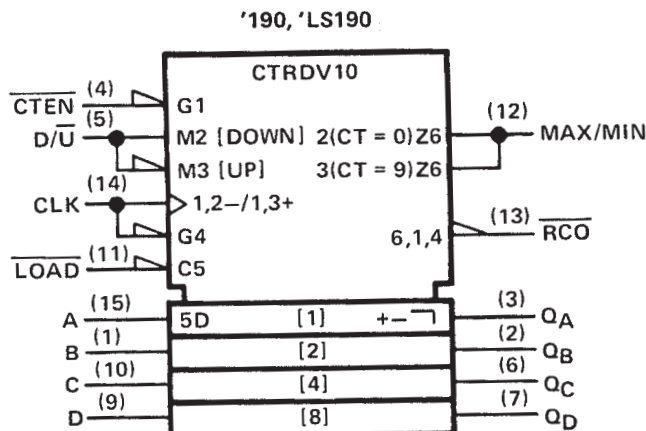 '190, 'LS190
CTRDV10
CTEN (4) G1
D/U (5) M2 [DOWN] 2(CT = 0)Z6 (12) MAX/MIN
M3 [UP] 3(CT = 9)Z6
CLK (14) 1,2−/1,3+
G4 6,1,4 (13) RCO
LOAD (11) C5
A (15) 5D [1] +− (3) QA
B (1) [2] (2) QB
C (10) [4] (6) QC
D (9) [8] (7) QD